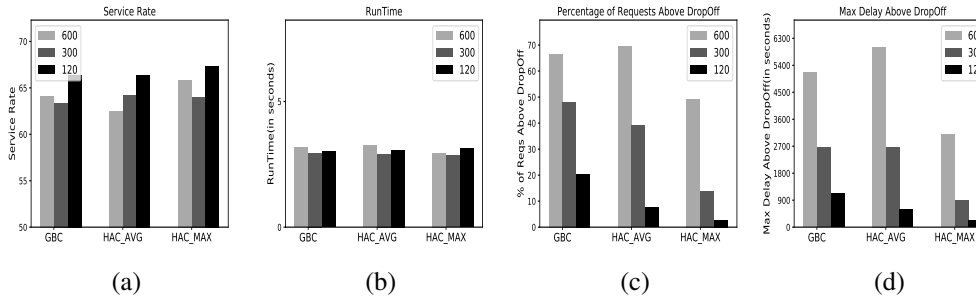 Service Rate
70
65
60
55
50
Service Rate
600
300
120
GBC
HAC_AVG
HAC_MAX
(a)
RunTime
5
0
RunTime(in seconds)
600
300
120
GBC
HAC_AVG
HAC_MAX
(b)
Percentage of Requests Above DropOff
70
60
50
40
30
20
10
0
% of Reqs Above DropOff
600
300
120
GBC
HAC_AVG
HAC_MAX
(c)
Max Delay Above DropOff
6300
5400
4500
3600
2700
1800
900
0
Max Delay Above DropOff(in seconds)
GBC
HAC_AVG
HAC_MAX
(d)